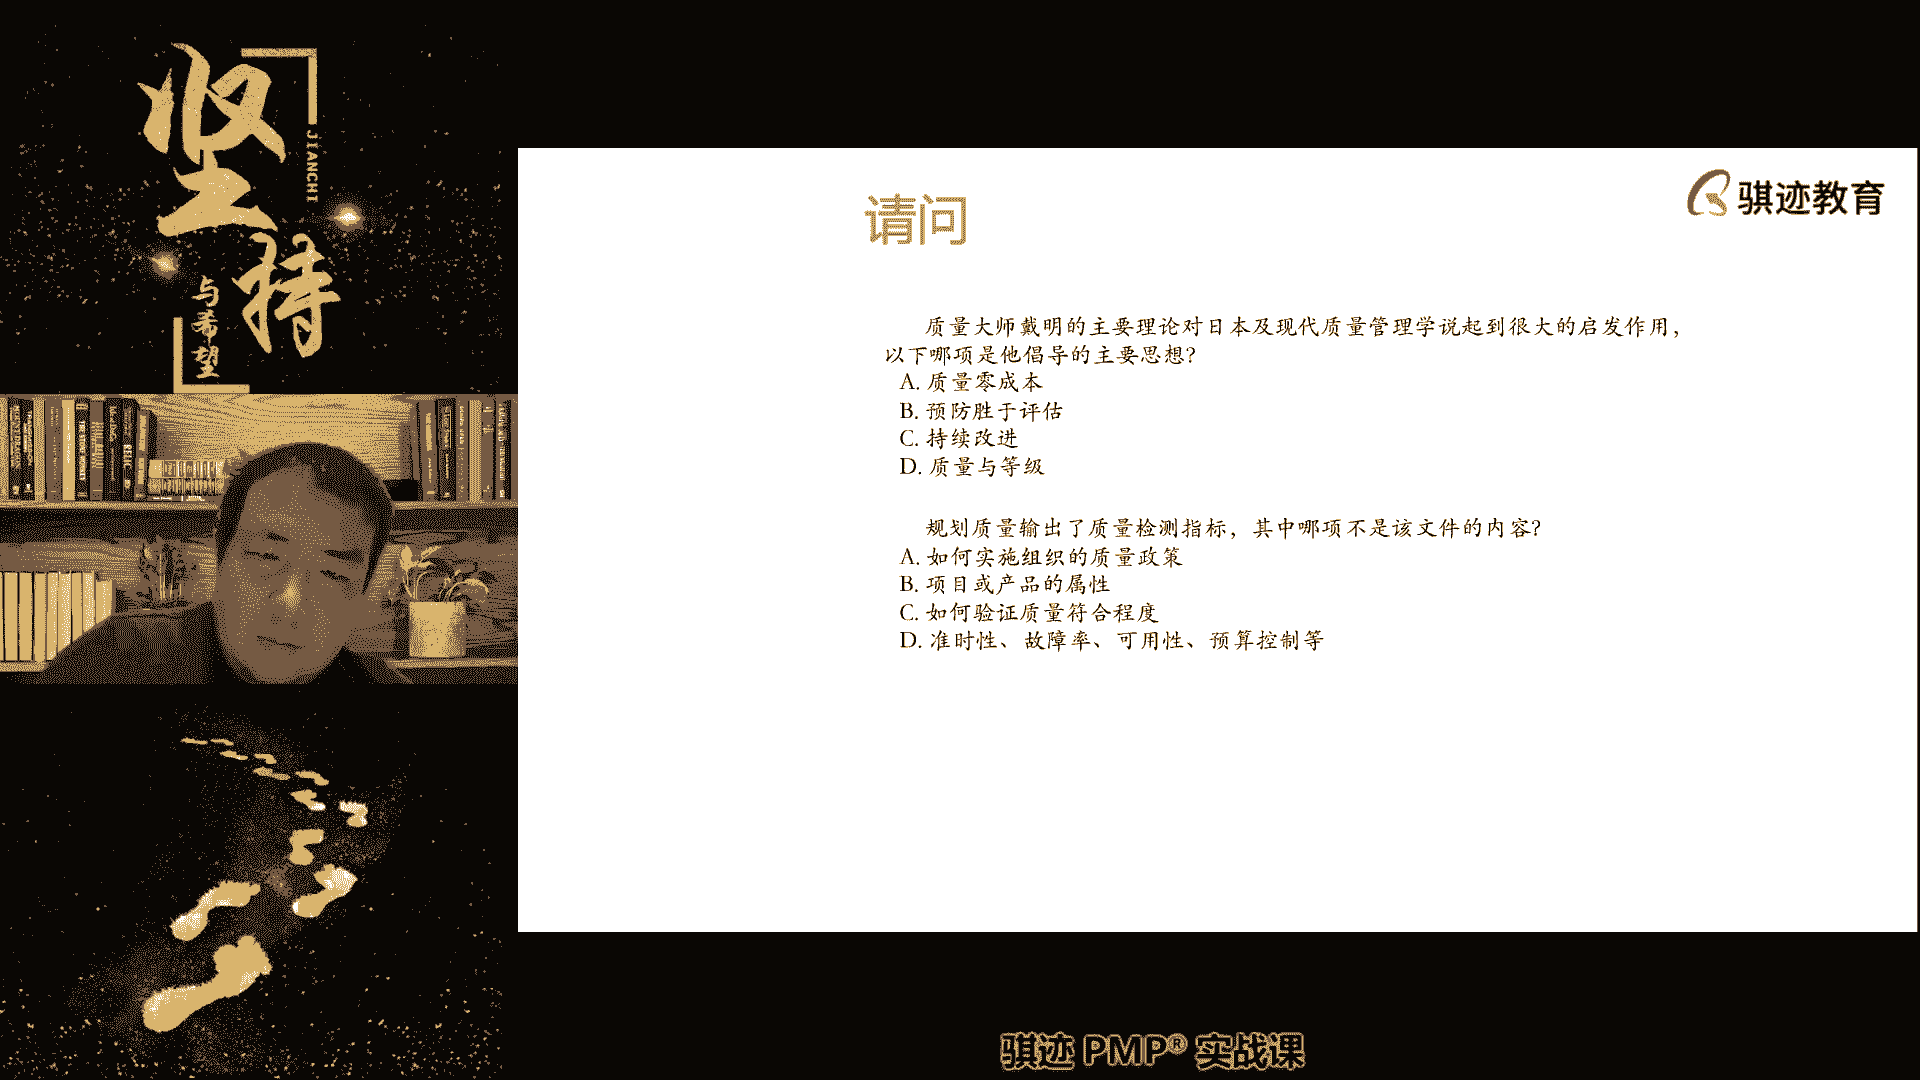 坚持
JIANCHI
与希望
骐迹教育
请问
质量大师戴明的主要理论对日本及现代质量管理学说起到很大的启发作用，
以下哪项是他倡导的主要思想？
A. 质量零成本
B. 预防胜于评估
C. 持续改进
D. 质量与等级
规划质量输出了质量检测指标，其中哪项不是该文件的内容？
A. 如何实施组织的质量政策
B. 项目或产品的属性
C. 如何验证质量符合程度
D. 准时性、故障率、可用性、预算控制等
骐迹 PMP® 实战课